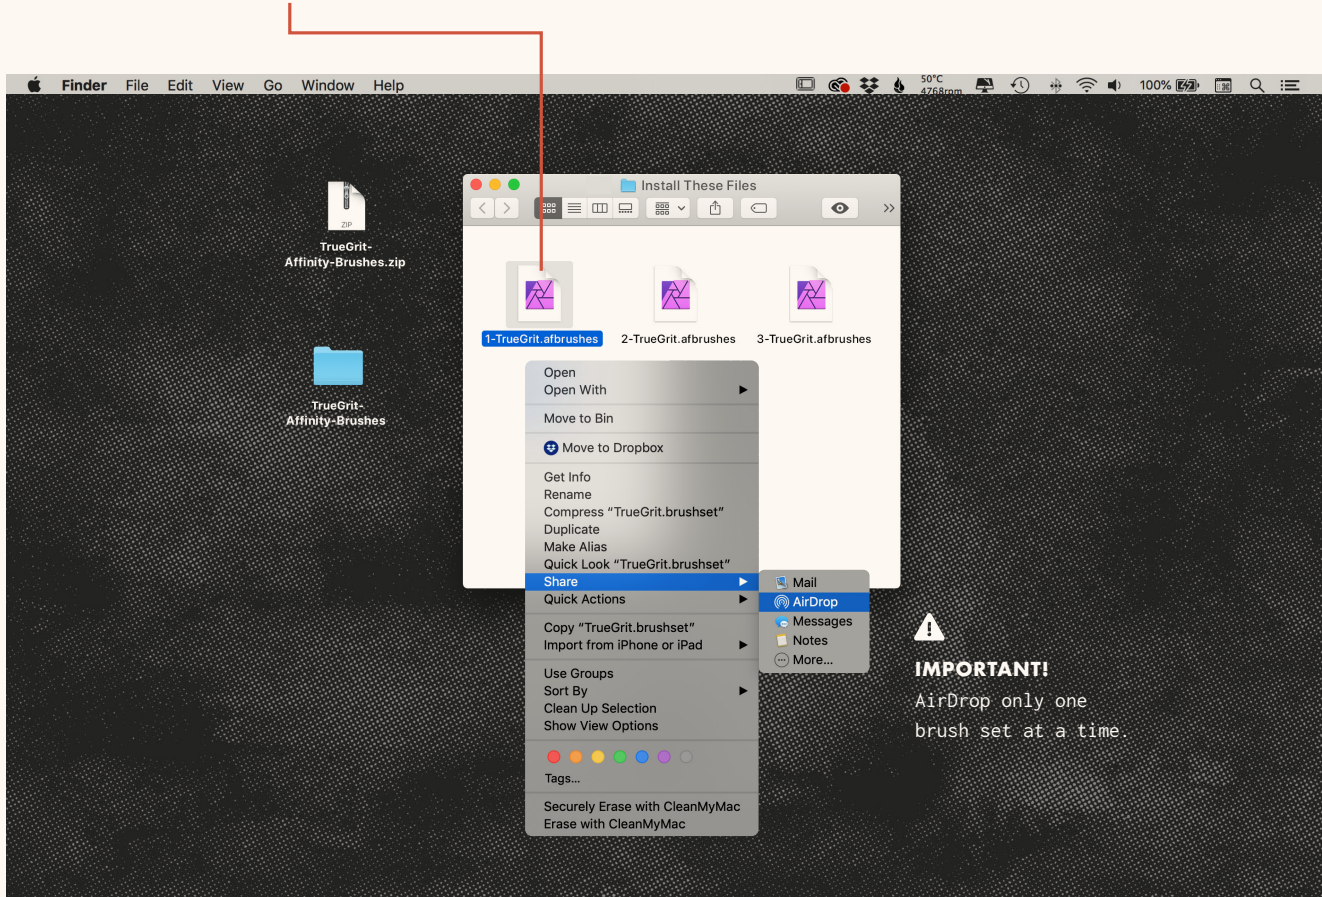 Finder File Edit View Go Window Help 50°C 100%
4768rpm
Install These Files
ZIP
TrueGrit-
Affinity-Brushes.zip
1-TrueGrit.afbrushes 2-TrueGrit.afbrushes 3-TrueGrit.afbrushes
TrueGrit-
Affinity-Brushes
Open
Open With
Move to Bin
Move to Dropbox
Get Info
Rename
Compress “TrueGrit.brushset”
Duplicate
Make Alias
Quick Look “TrueGrit.brushset”
Share
Quick Actions
Copy “TrueGrit.brushset”
Import from iPhone or iPad
Use Groups
Sort By
Clean Up Selection
Show View Options
Tags...
Securely Erase with CleanMyMac
Erase with CleanMyMac
Mail
AirDrop
Messages
Notes
More...
IMPORTANT!
AirDrop only one
brush set at a time.